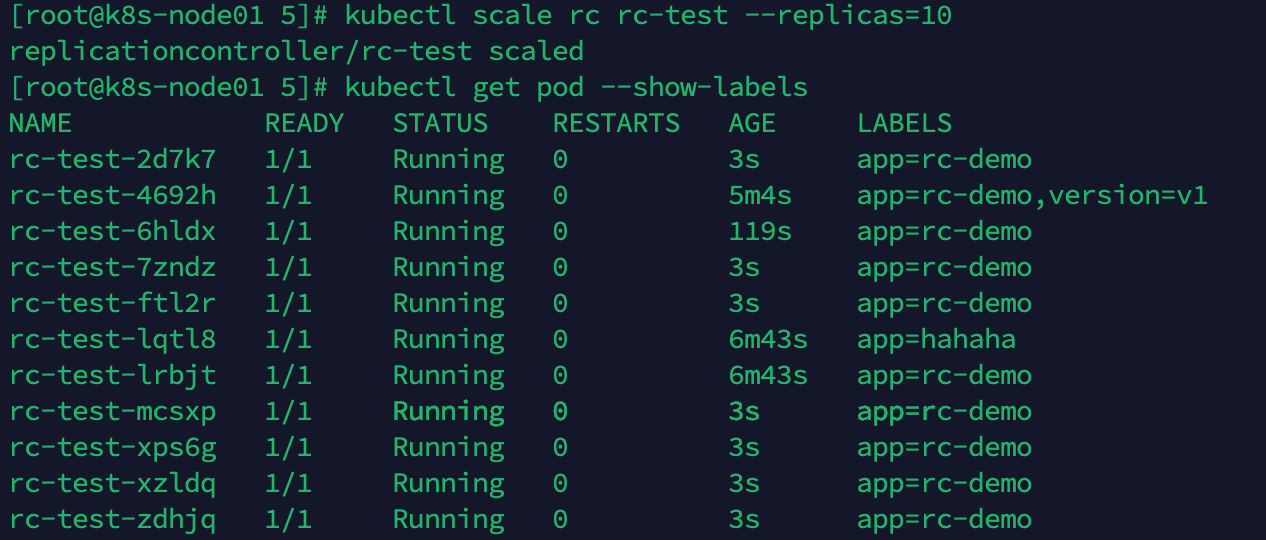 [root@k8s-node01 5]# kubectl scale rc rc-test --replicas=10
replicationcontroller/rc-test scaled
[root@k8s-node01 5]# kubectl get pod --show-labels
NAME            READY   STATUS    RESTARTS   AGE     LABELS
rc-test-2d7k7   1/1     Running   0          3s      app=rc-demo
rc-test-4692h   1/1     Running   0          5m4s    app=rc-demo,version=v1
rc-test-6hldx   1/1     Running   0          119s    app=rc-demo
rc-test-7zndz   1/1     Running   0          3s      app=rc-demo
rc-test-ftl2r   1/1     Running   0          3s      app=rc-demo
rc-test-lqtl8   1/1     Running   0          6m43s   app=hahaha
rc-test-lrbjt   1/1     Running   0          6m43s   app=rc-demo
rc-test-mcsxp   1/1     Running   0          3s      app=rc-demo
rc-test-xps6g   1/1     Running   0          3s      app=rc-demo
rc-test-xzldq   1/1     Running   0          3s      app=rc-demo
rc-test-zdhjq   1/1     Running   0          3s      app=rc-demo